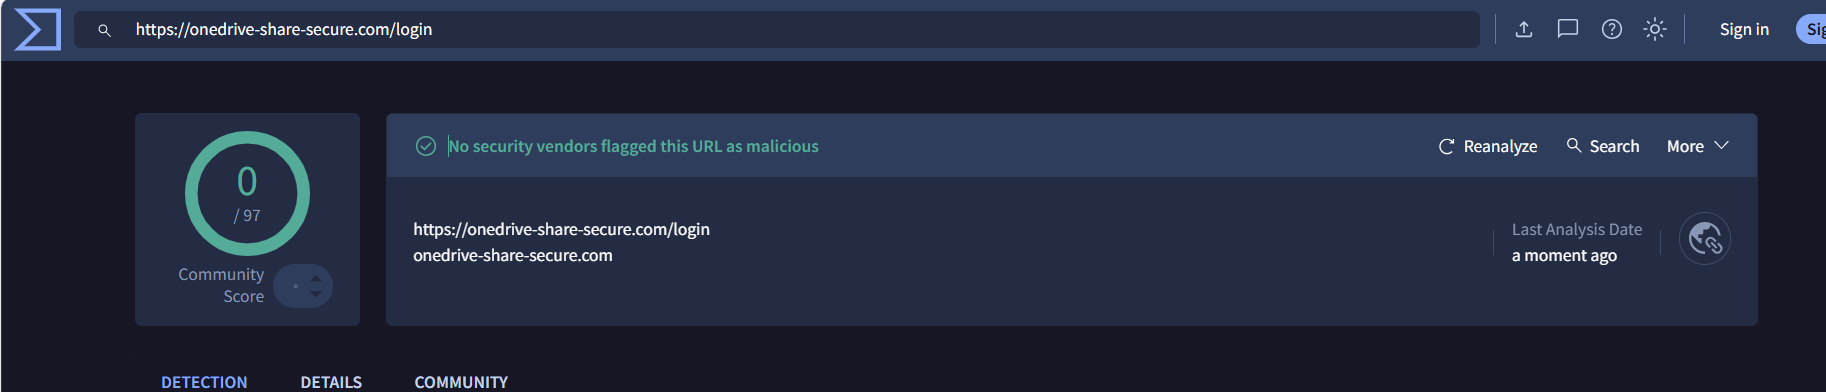 https://onedrive-share-secure.com/login
Sign in
0
/ 97
Community
Score
No security vendors flagged this URL as malicious
Reanalyze
Search
More
https://onedrive-share-secure.com/login
onedrive-share-secure.com
Last Analysis Date
a moment ago
DETECTION
DETAILS
COMMUNITY